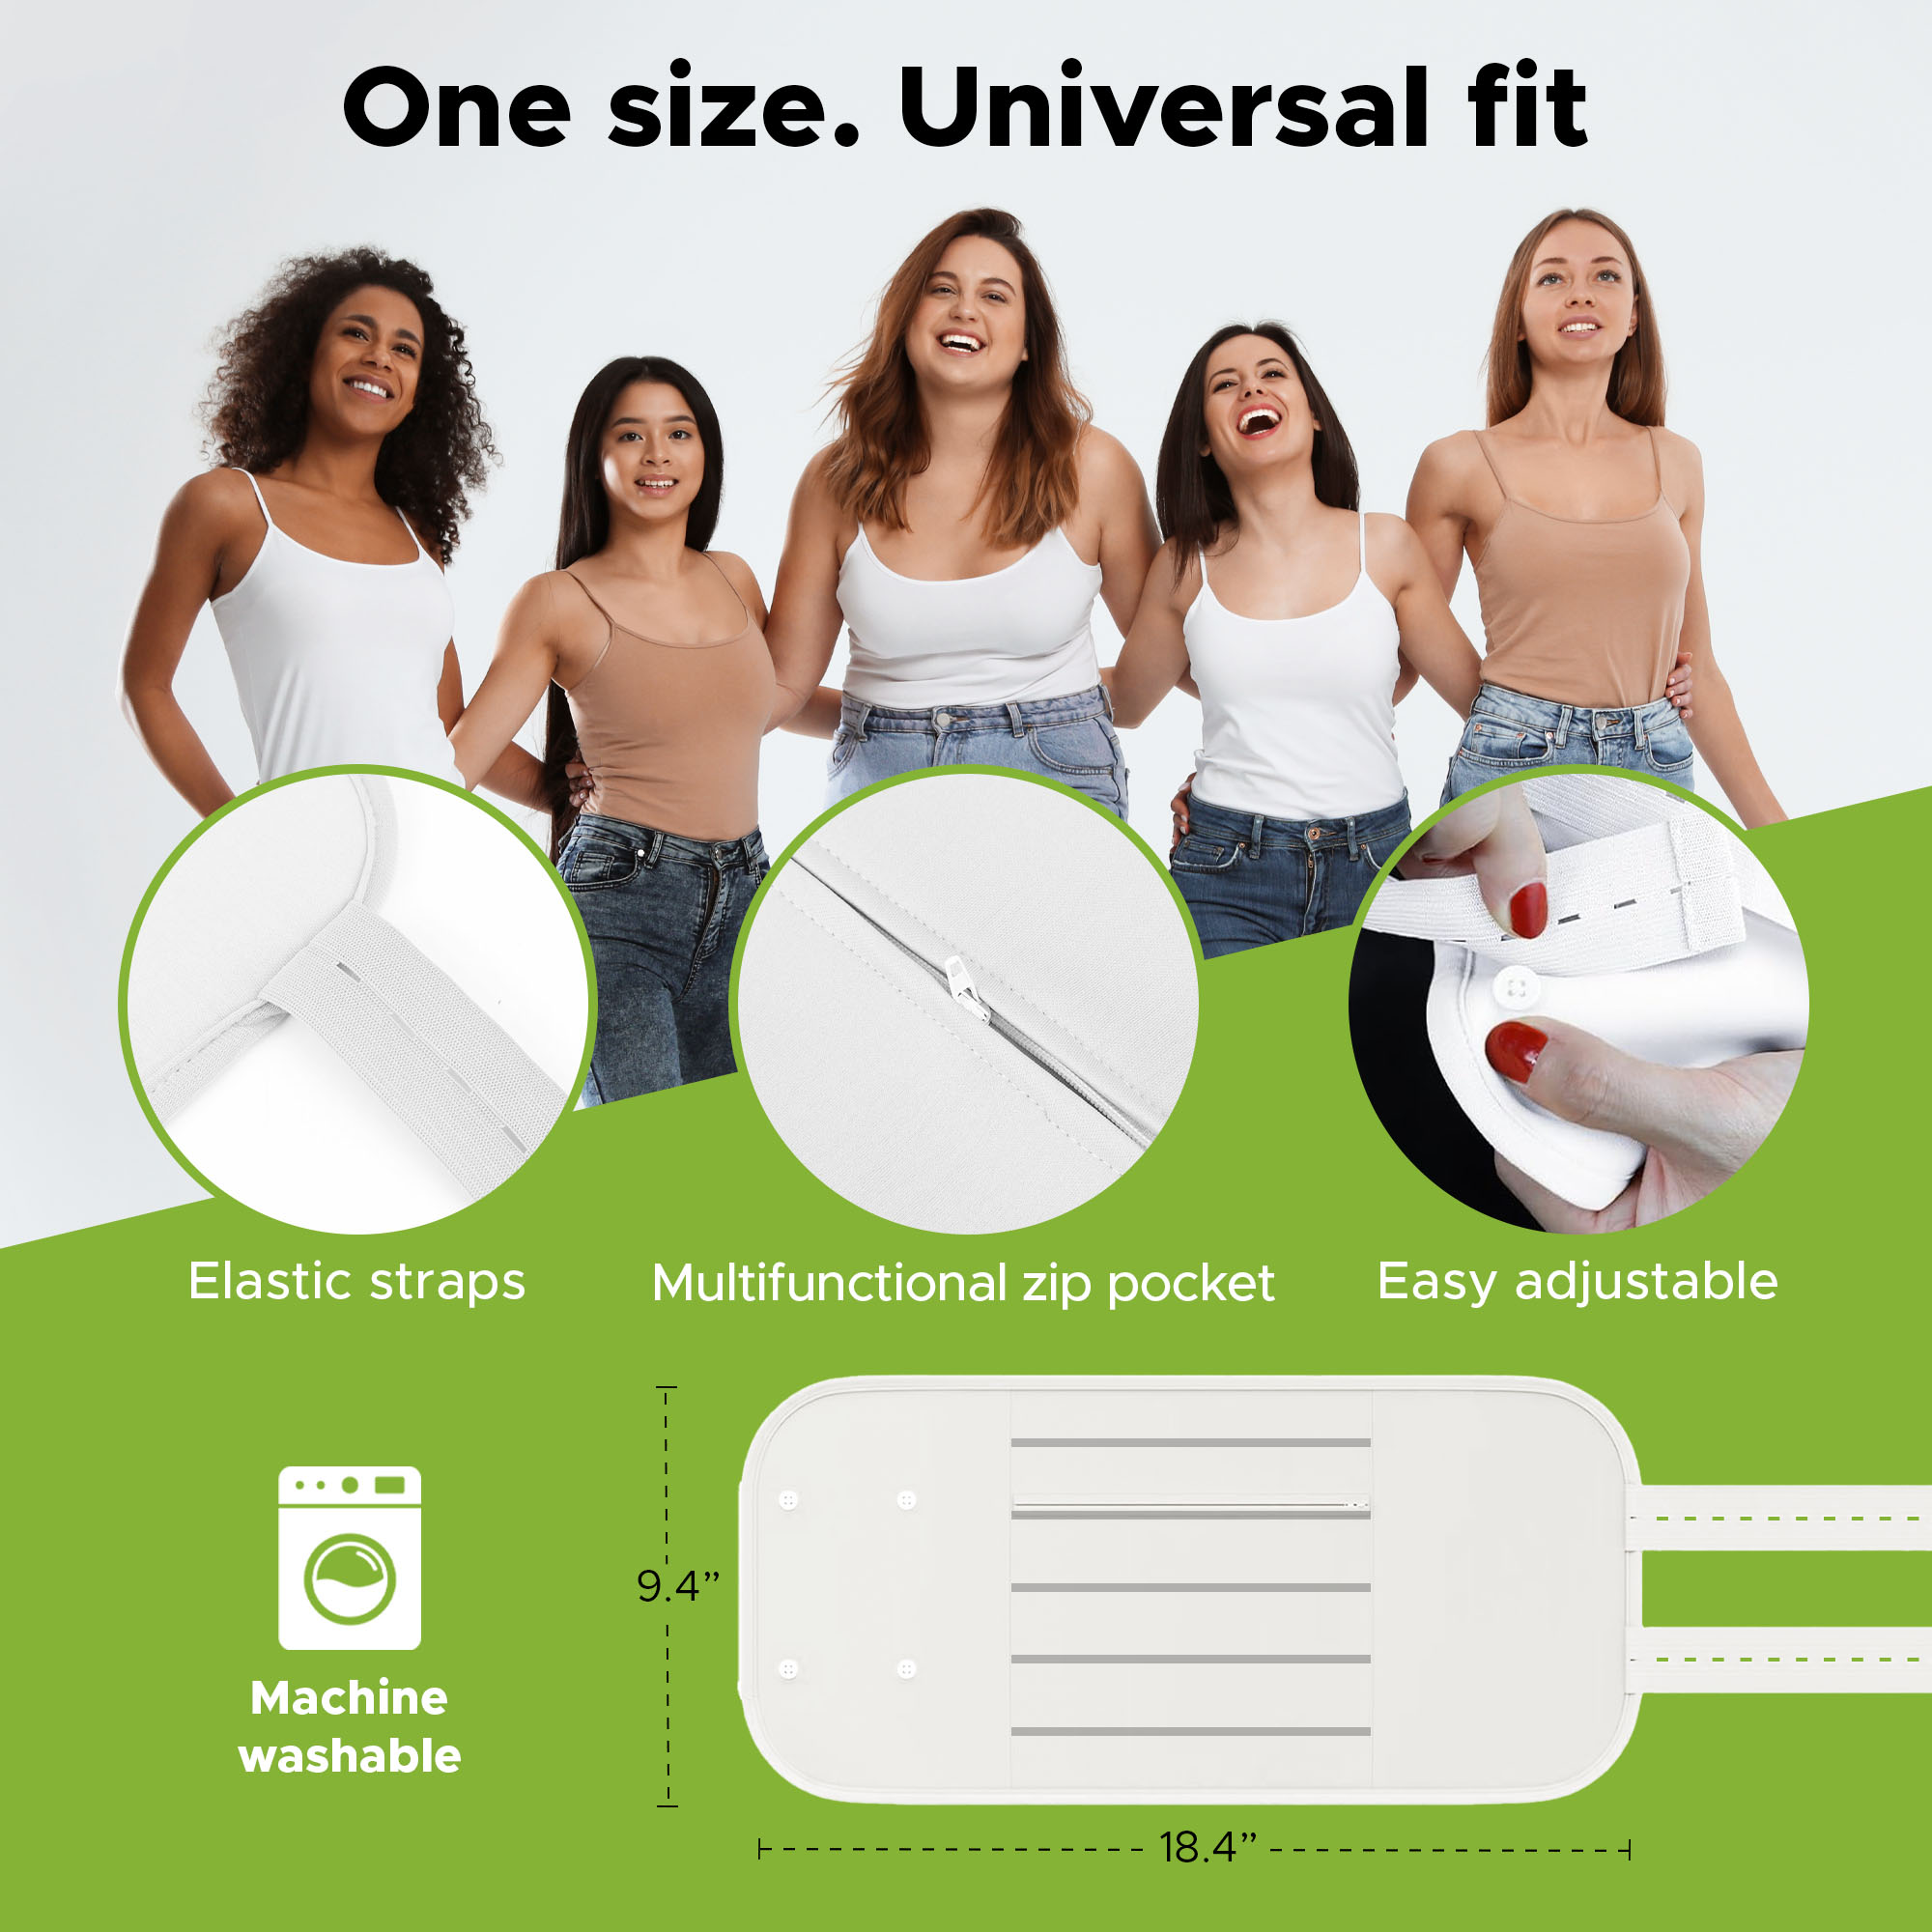 One size. Universal fit
Elastic straps
Multifunctional zip pocket
Easy adjustable
9.4”
Machine
washable
18.4”